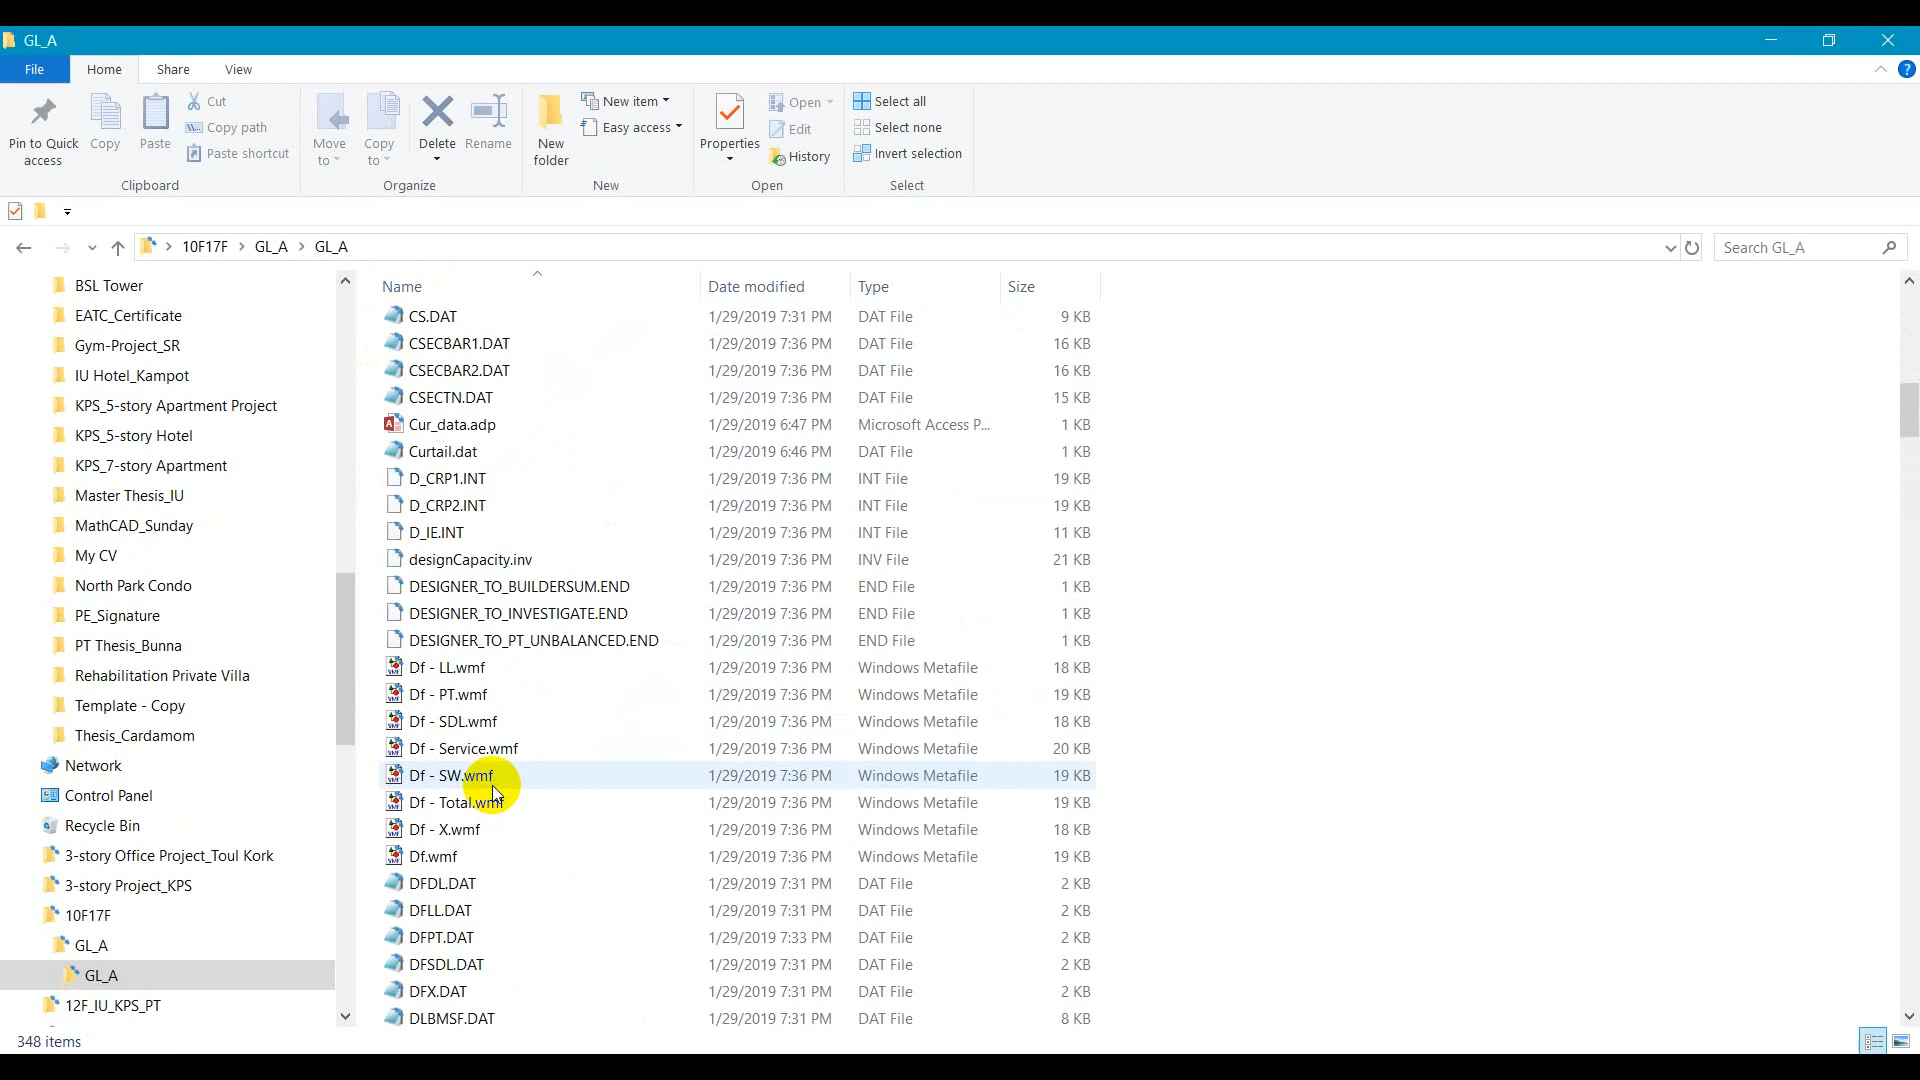 GL_A
File Home Share View
Pin to Quick access
Copy
Paste
Cut
Copy path
Paste shortcut
Clipboard
Move to
Copy to
Delete
Rename
Organize
New folder
New item
Easy access
New
Properties
Open
Edit
History
Open
Select all
Select none
Invert selection
Select
10F17F > GL_A > GL_A
Search GL_A
BSL Tower
EATC_Certificate
Gym-Project_SR
IU Hotel_Kampot
KPS_5-story Apartment Project
KPS_5-story Hotel
KPS_7-story Apartment
Master Thesis_IU
MathCAD_Sunday
My CV
North Park Condo
PE_Signature
PT Thesis_Bunna
Rehabilitation Private Villa
Template - Copy
Thesis_Cardamom
Network
Control Panel
Recycle Bin
3-story Office Project_Toul Kork
3-story Project_KPS
10F17F
GL_A
GL_A
12F_IU_KPS_PT
Name Date modified Type Size
CS.DAT 1/29/2019 7:31 PM DAT File 9 KB
CSECBAR1.DAT 1/29/2019 7:36 PM DAT File 16 KB
CSECBAR2.DAT 1/29/2019 7:36 PM DAT File 16 KB
CSECTN.DAT 1/29/2019 7:36 PM DAT File 15 KB
Cur_data.adp 1/29/2019 6:47 PM Microsoft Access P... 1 KB
Curtail.dat 1/29/2019 6:46 PM DAT File 1 KB
D_CRP1.INT 1/29/2019 7:36 PM INT File 19 KB
D_CRP2.INT 1/29/2019 7:36 PM INT File 19 KB
D_IE.INT 1/29/2019 7:36 PM INT File 11 KB
designCapacity.inv 1/29/2019 7:36 PM INV File 21 KB
DESIGNER_TO_BUILDERSUM.END 1/29/2019 7:36 PM END File 1 KB
DESIGNER_TO_INVESTIGATE.END 1/29/2019 7:36 PM END File 1 KB
DESIGNER_TO_PT_UNBALANCED.END 1/29/2019 7:36 PM END File 1 KB
Df - LL.wmf 1/29/2019 7:36 PM Windows Metafile 18 KB
Df - PT.wmf 1/29/2019 7:36 PM Windows Metafile 19 KB
Df - SDL.wmf 1/29/2019 7:36 PM Windows Metafile 18 KB
Df - Service.wmf 1/29/2019 7:36 PM Windows Metafile 20 KB
Df - SW.wmf 1/29/2019 7:36 PM Windows Metafile 19 KB
Df - Total.wmf 1/29/2019 7:36 PM Windows Metafile 19 KB
Df - X.wmf 1/29/2019 7:36 PM Windows Metafile 18 KB
Df.wmf 1/29/2019 7:36 PM Windows Metafile 19 KB
DFDL.DAT 1/29/2019 7:31 PM DAT File 2 KB
DFLL.DAT 1/29/2019 7:31 PM DAT File 2 KB
DFPT.DAT 1/29/2019 7:33 PM DAT File 2 KB
DFSDL.DAT 1/29/2019 7:31 PM DAT File 2 KB
DFX.DAT 1/29/2019 7:31 PM DAT File 2 KB
DLBMSF.DAT 1/29/2019 7:31 PM DAT File 8 KB
348 items